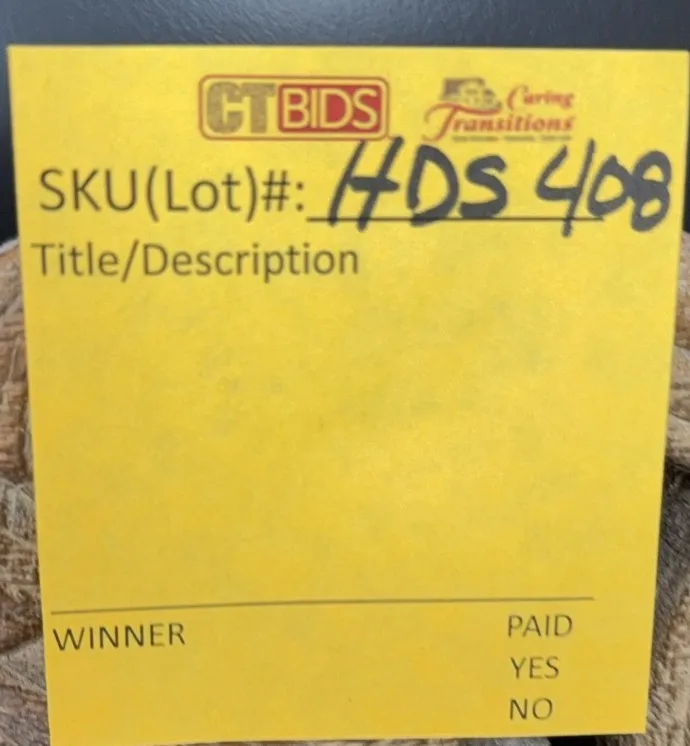 CTBIDS Caring Transitions
SKU(Lot)#: HDS 408
Title/Description
WINNER PAID
YES
NO